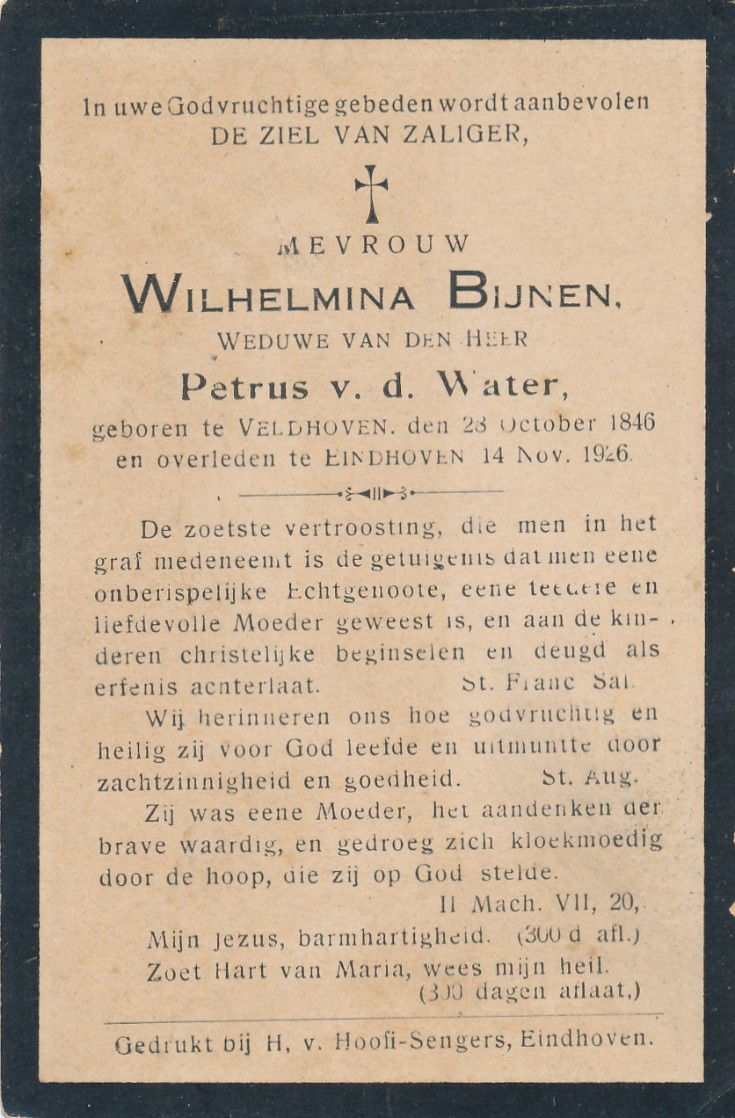 In uwe Godvruchtige gebeden wordt aanbevolen
DE ZIEL VAN ZALIGER,
MEVROUW
WILHELMINA BIJNEN,
WEDUWE VAN DEN HEER
Petrus v. d. Water,
geboren te VELDHOVEN. den 28 October 1846
en overleden te EINDHOVEN 14 Nov. 1926.
De zoetste vertroosting, die men in het
graf medeneemt is de getuigenis dat men eene
onberispelijke Echtgenoote, eene teedere en
liefdevolle Moeder geweest is, en aan de kin-
deren christelijke beginselen en deugd als
erfenis achterlaat. St. Franc Sal.
Wij herinneren ons hoe godvruchtig en
heilig zij voor God leefde en uitmuntte door
zachtzinnigheid en goedheid. St. Aug.
Zij was eene Moeder, het aandenken der
brave waardig, en gedroeg zich kloekmoedig
door de hoop, die zij op God stelde.
II Mach. VII, 20,
Mijn Jezus, barmhartigheid. (300 d afl.)
Zoet Hart van Maria, wees mijn heil.
(300 dagen aflaat.)
Gedrukt bij H, v. Hooft-Sengers, Eindhoven.